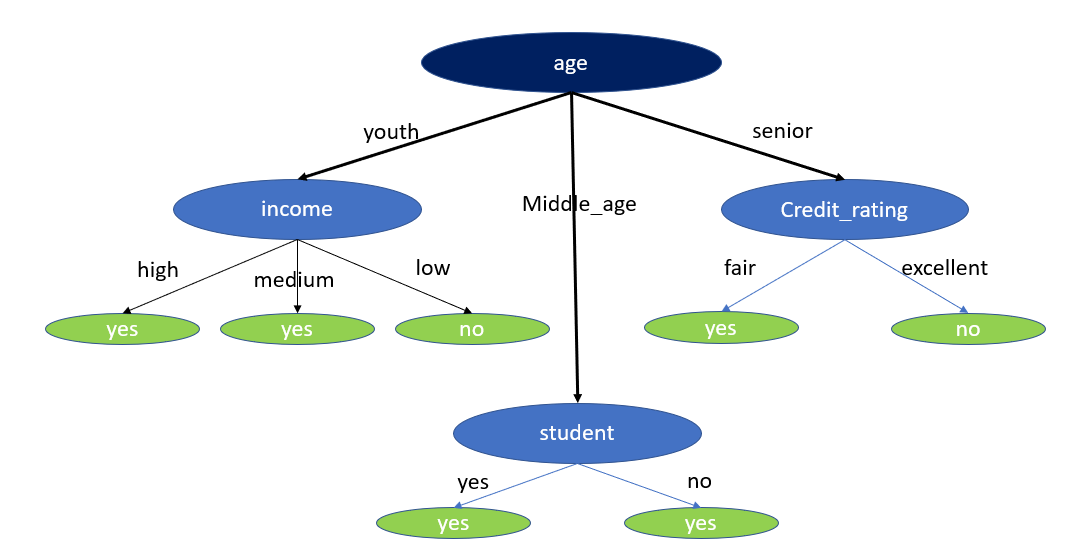 age
youth
senior
Middle_age
income
Credit_rating
high
medium
low
fair
excellent
yes
yes
no
yes
no
student
yes
no
yes
yes